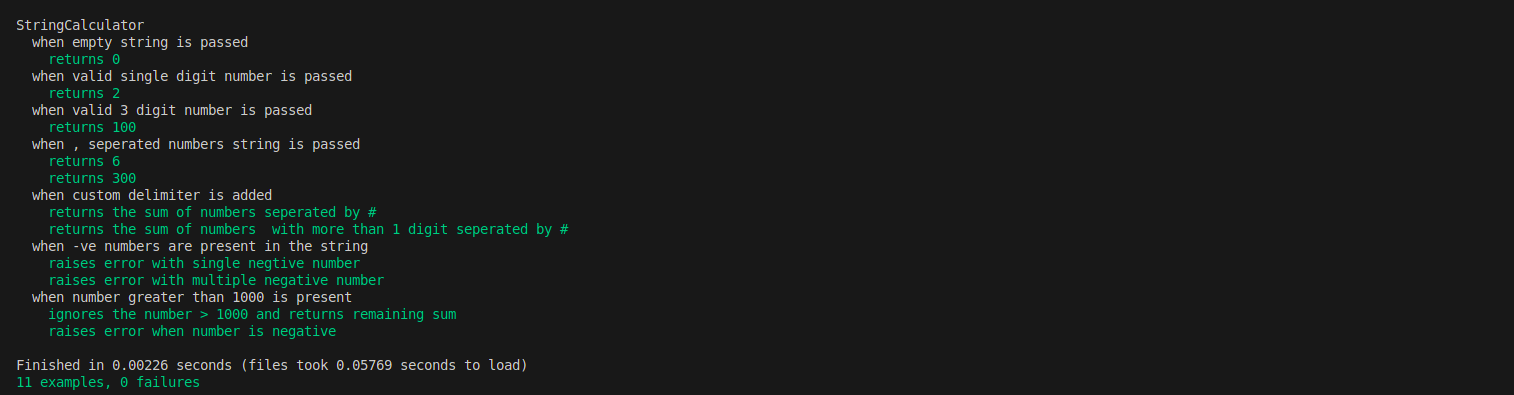 StringCalculator
  when empty string is passed
    returns 0
  when valid single digit number is passed
    returns 2
  when valid 3 digit number is passed
    returns 100
  when , seperated numbers string is passed
    returns 6
    returns 300
  when custom delimiter is added
    returns the sum of numbers seperated by #
    returns the sum of numbers  with more than 1 digit seperated by #
  when -ve numbers are present in the string
    raises error with single negtive number
    raises error with multiple negative number
  when number greater than 1000 is present
    ignores the number > 1000 and returns remaining sum
    raises error when number is negative

Finished in 0.00226 seconds (files took 0.05769 seconds to load)
11 examples, 0 failures